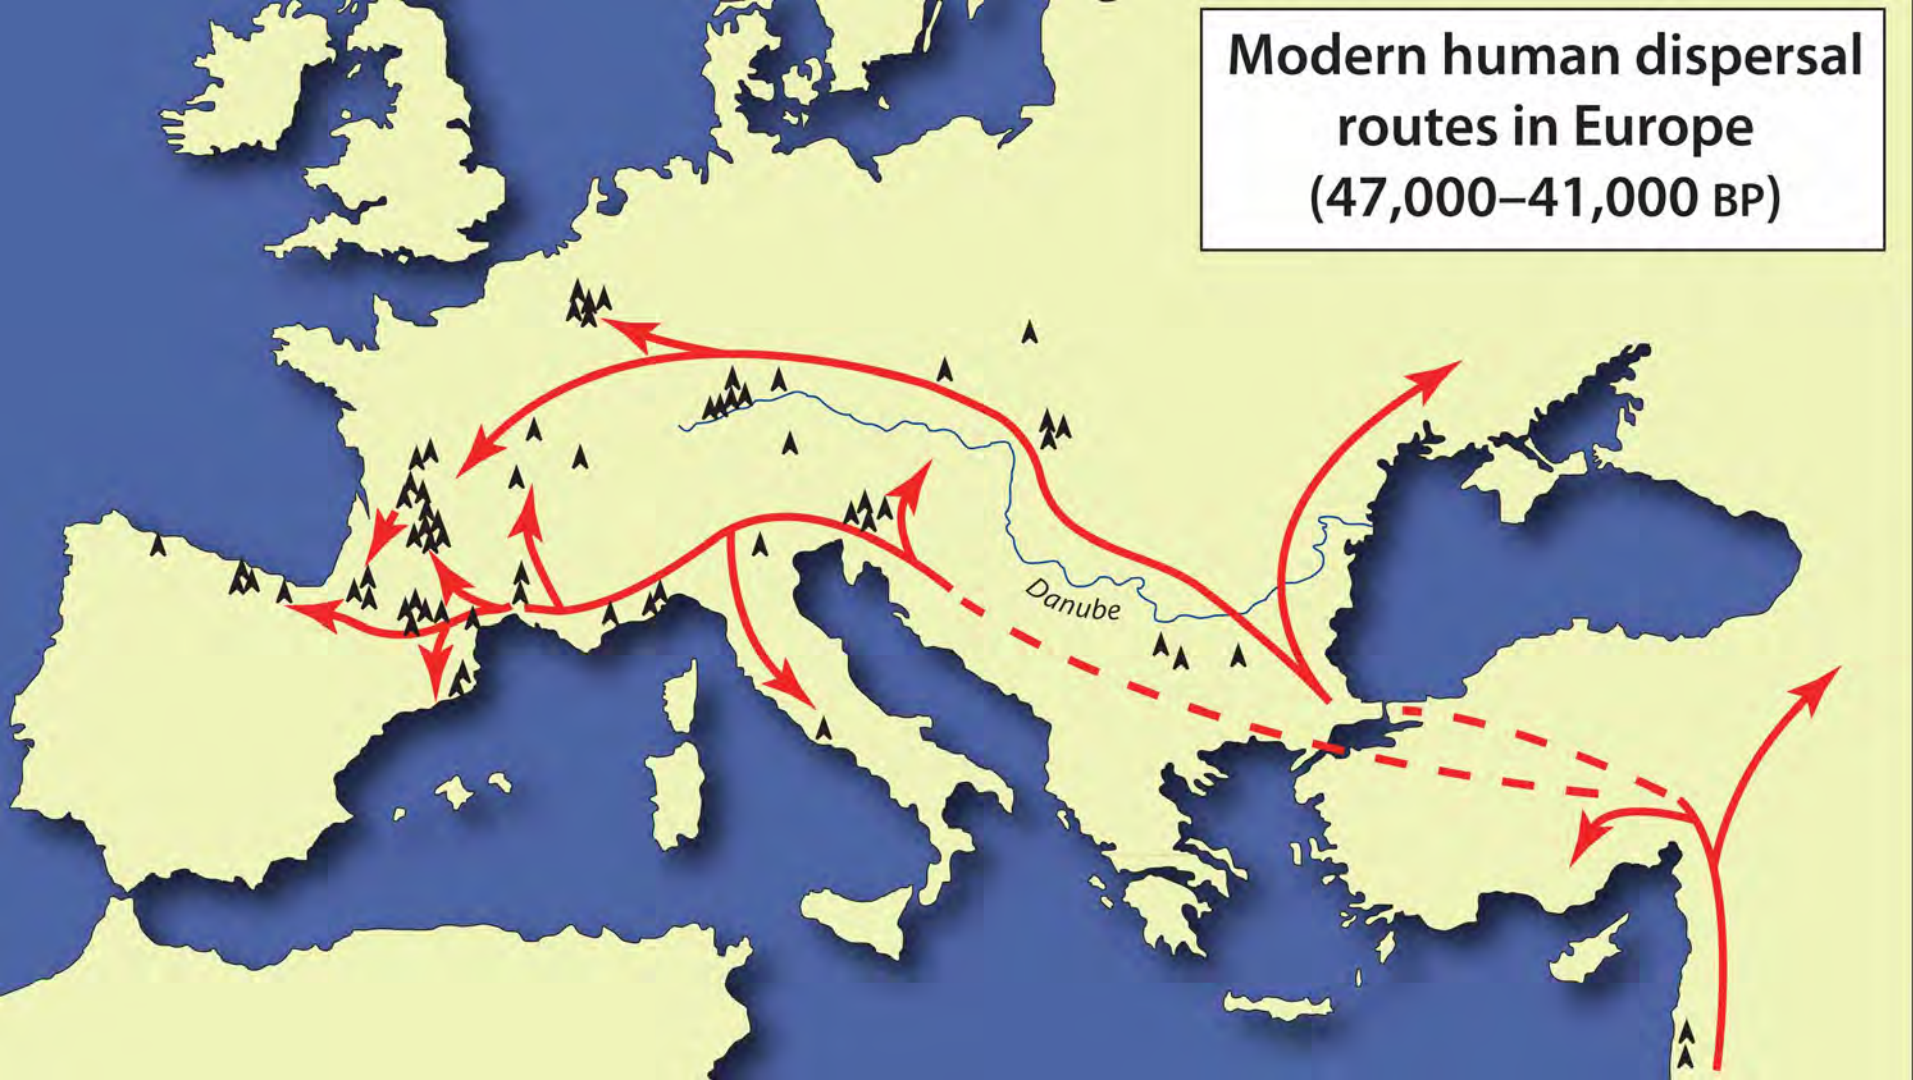 Modern human dispersal
routes in Europe
(47,000–41,000 BP)
Danube